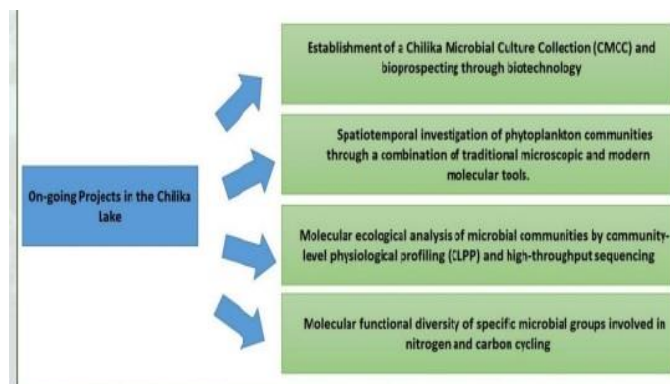 Establishment of a Chilika Microbial Culture Collection (CMCC) and
bioprospecting through biotechnology
Spatiotemporal investigation of phytoplankton communities
through a combination of traditional microscopic and modern
molecular tools.
On-going Projects in the Chilika
Lake
Molecular ecological analysis of microbial communities by community-
level physiological profiling (CLPP) and high-throughput sequencing
Molecular functional diversity of specific microbial groups involved in
nitrogen and carbon cycling